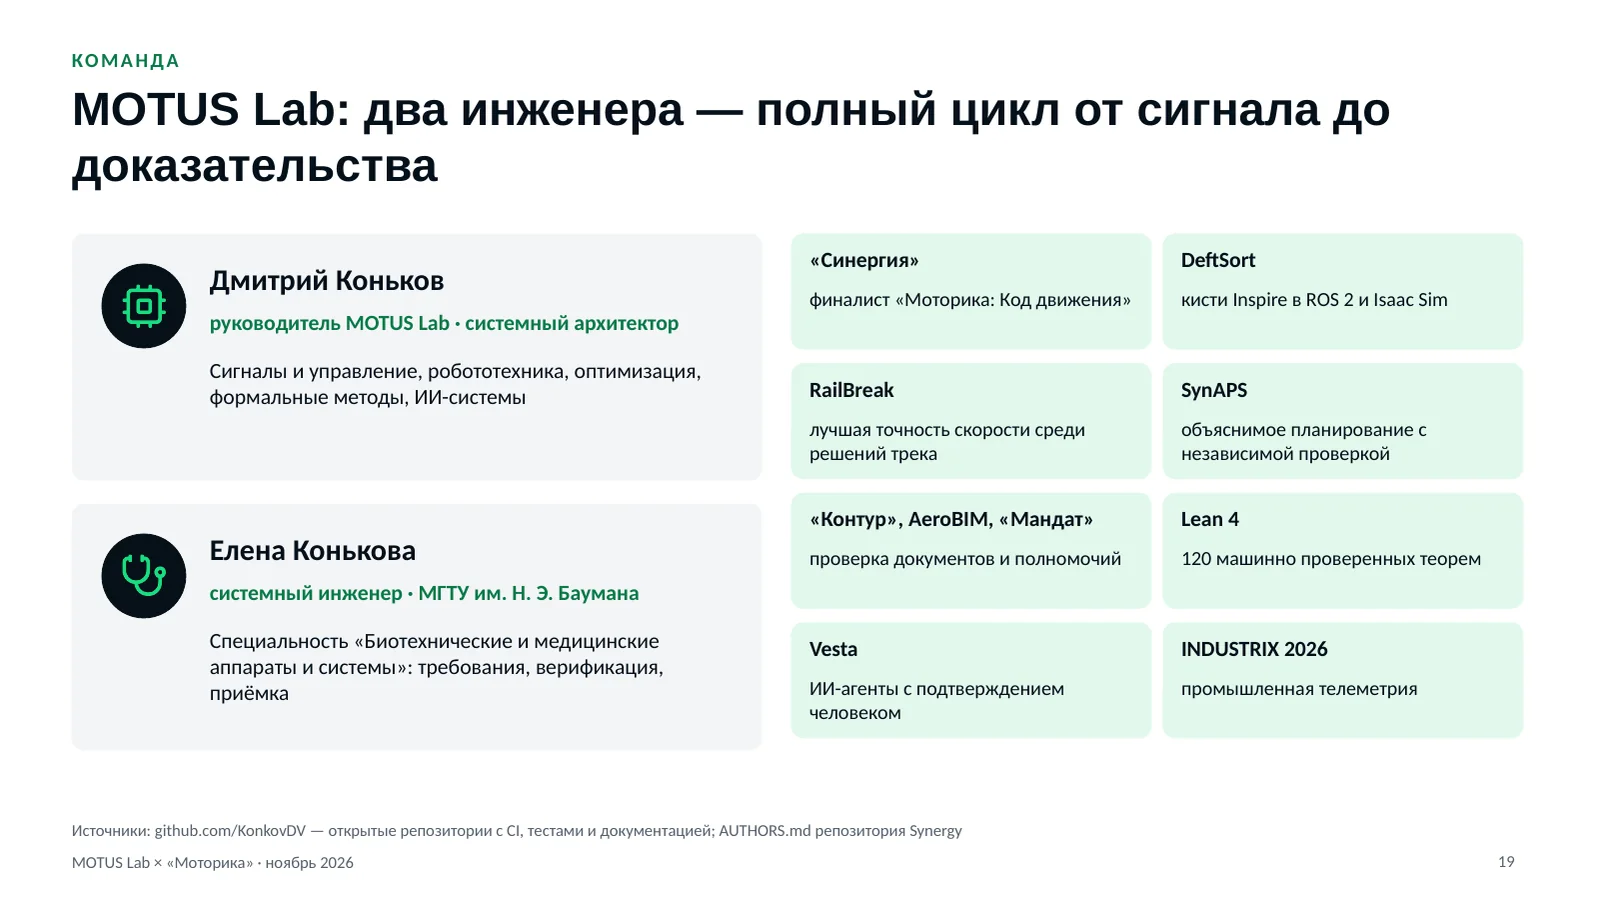 КОМАНДА
MOTUS Lab: два инженера — полный цикл от сигнала до
доказательства
Дмитрий Коньков
руководитель MOTUS Lab · системный архитектор
Сигналы и управление, робототехника, оптимизация,
формальные методы, ИИ-системы
Елена Конькова
системный инженер · МГТУ им. Н. Э. Баумана
Специальность «Биотехнические и медицинские
аппараты и системы»: требования, верификация,
приёмка
«Синергия»
финалист «Моторика: Код движения»
DeftSort
кисти Inspire в ROS 2 и Isaac Sim
RailBreak
лучшая точность скорости среди
решений трека
SynAPS
объяснимое планирование с
независимой проверкой
«Контур», AeroBIM, «Мандат»
проверка документов и полномочий
Lean 4
120 машинно проверенных теорем
Vesta
ИИ-агенты с подтверждением
человеком
INDUSTRIX 2026
промышленная телеметрия
Источники: github.com/KonkovDV — открытые репозитории с CI, тестами и документацией; AUTHORS.md репозитория Synergy
MOTUS Lab × «Моторика» · ноябрь 2026
19